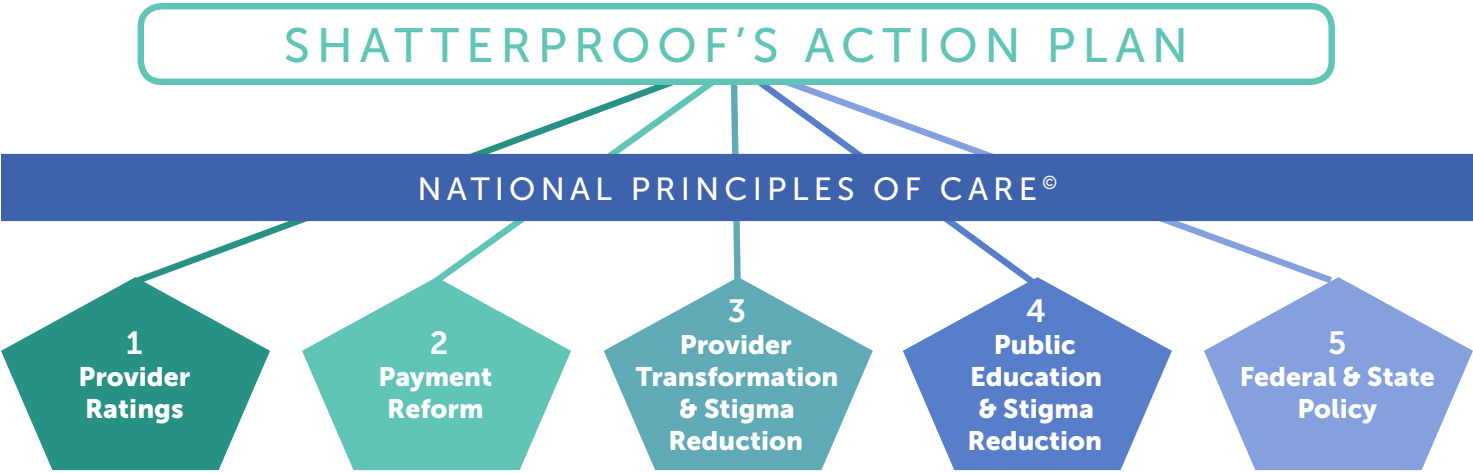 SHATTERPROOF'S ACTION PLAN
NATIONAL PRINCIPLES OF CARE©
1
Provider
Ratings
2
Payment
Reform
3
Provider
Transformation
& Stigma
Reduction
4
Public
Education
& Stigma
Reduction
5
Federal & State
Policy